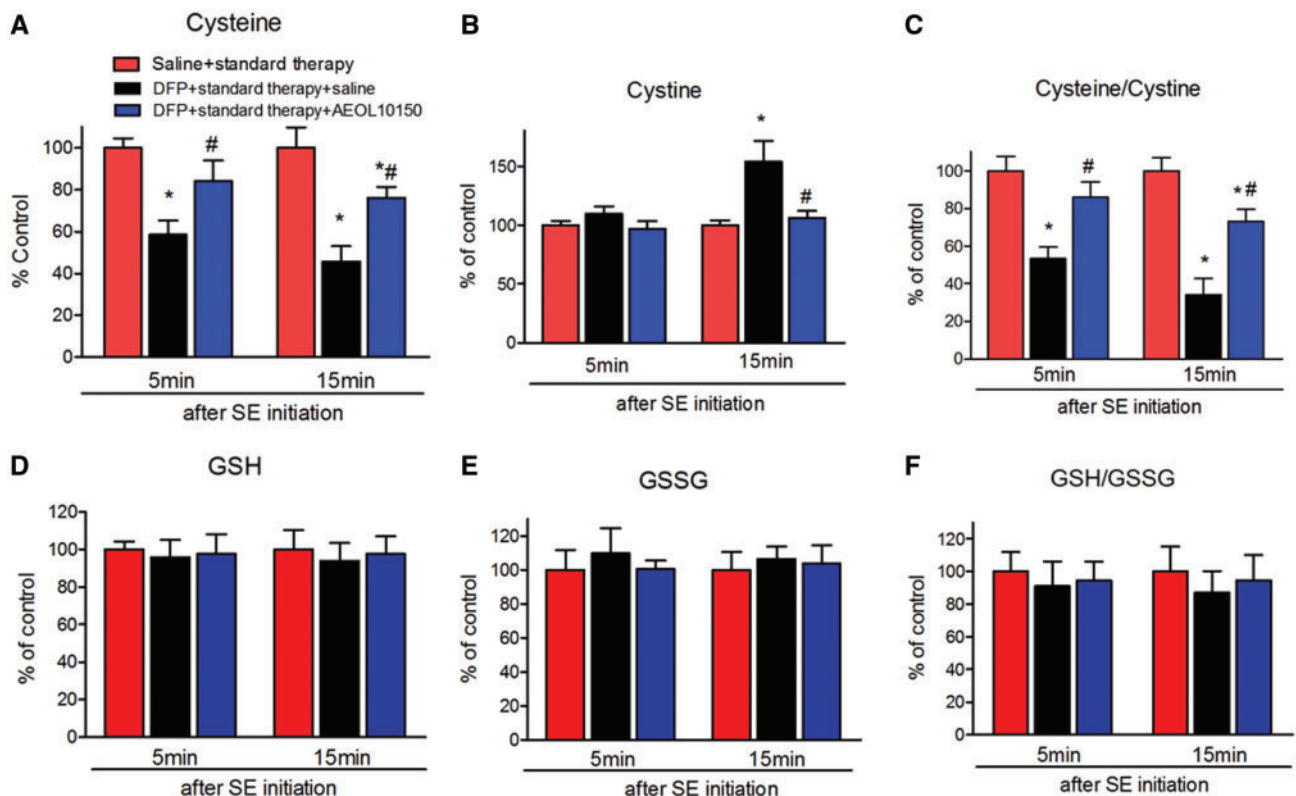 A
Cysteine
Saline+standard therapy
DFP+standard therapy+saline
DFP+standard therapy+AEOL10150
% Control
100
80
60
40
20
0
*
#
*
*#
5min
15min
after SE initiation
B
Cystine
% of control
150
100
50
0
*
#
5min
15min
after SE initiation
C
Cysteine/Cystine
% of control
100
80
60
40
20
0
*
#
*
*#
5min
15min
after SE initiation
D
GSH
% of control
120
100
80
60
40
20
0
5min
15min
after SE initiation
E
GSSG
% of control
120
100
80
60
40
20
0
5min
15min
after SE initiation
F
GSH/GSSG
% of control
120
100
80
60
40
20
0
5min
15min
after SE initiation